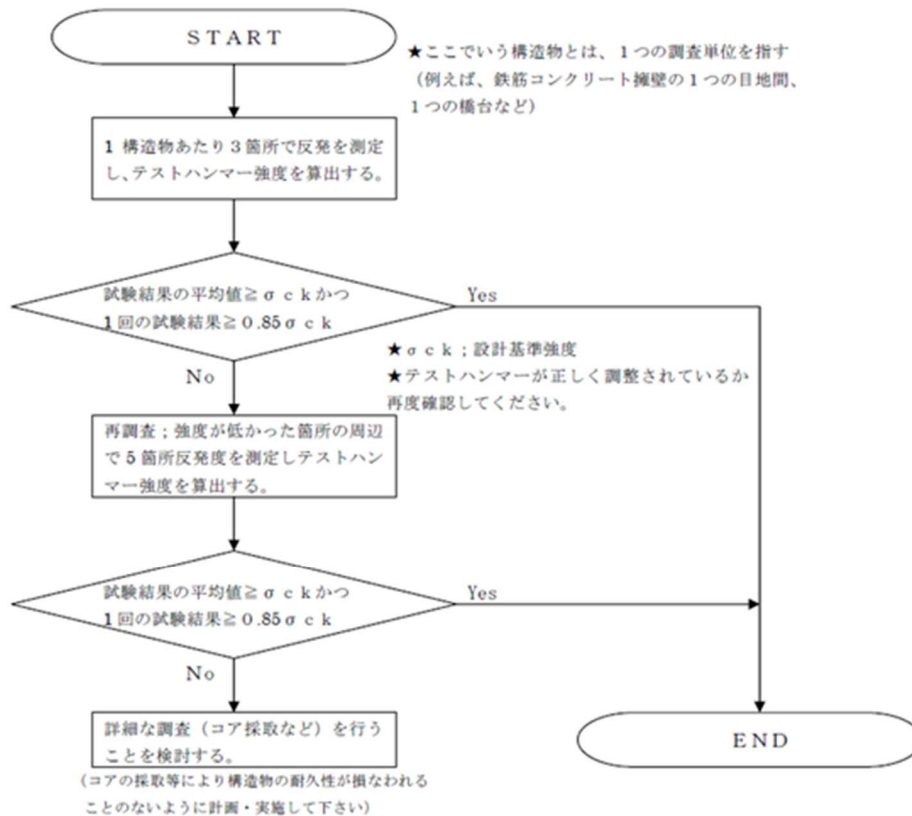 START
★ここでいう構造物とは、1つの調査単位を指す
(例えば、鉄筋コンクリート擁壁の1つの目地間、
1つの橋台など)
1 構造物あたり3箇所で反発を測定
し、テストハンマー強度を算出する。
試験結果の平均値≧σckかつ
1回の試験結果≧0.85σck
Yes
★σck;設計基準強度
★テストハンマーが正しく調整されているか
再度確認してください。
No
再調査;強度が低かった箇所の周辺
で5箇所反発度を測定しテストハン
マー強度を算出する。
試験結果の平均値≧σckかつ
1回の試験結果≧0.85σck
Yes
No
詳細な調査(コア採取など)を行う
ことを検討する。
END
(コアの採取等により構造物の耐久性が損なわれる
ことのないように計画・実施して下さい)